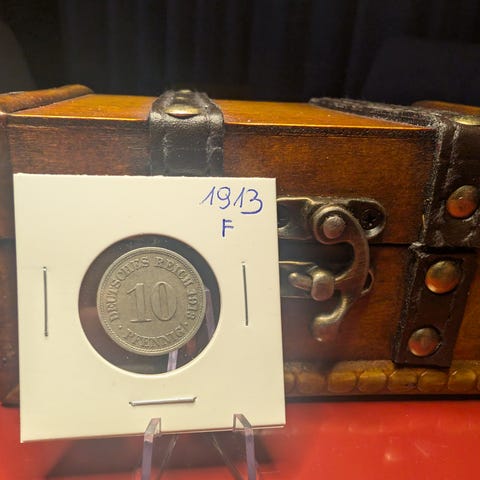 1913
F
DEUTSCHES REICH 1913
10
· PFENNIG ·